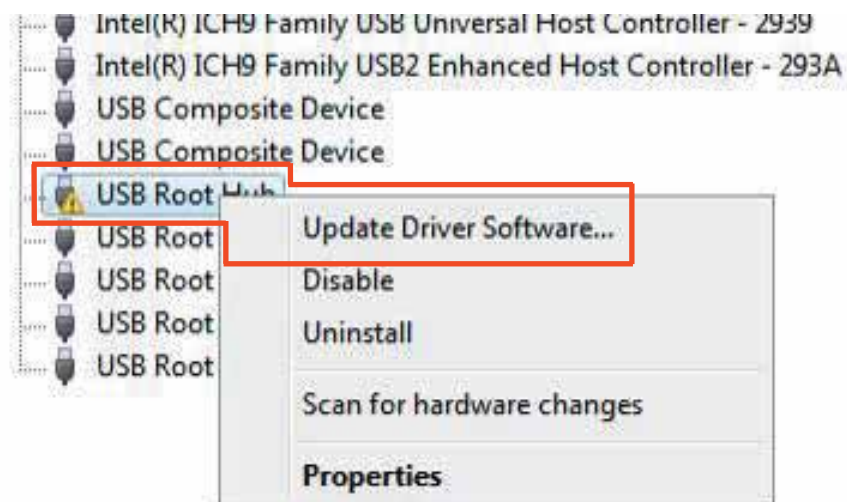 Intel(R) ICH9 Family USB Universal Host Controller - 2939
Intel(R) ICH9 Family USB2 Enhanced Host Controller - 293A
USB Composite Device
USB Composite Device
USB Root Hub
USB Root
USB Root
USB Root
USB Root
Update Driver Software...
Disable
Uninstall
Scan for hardware changes
Properties